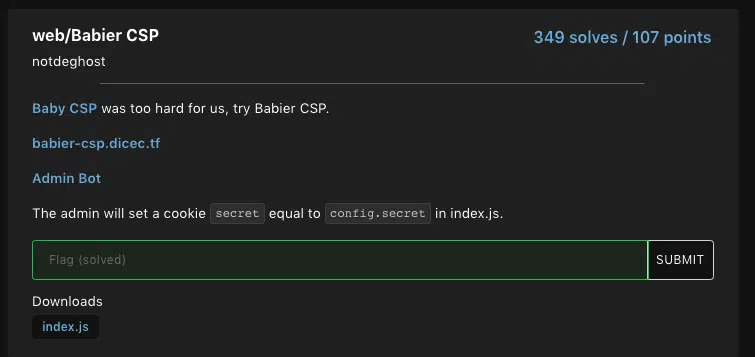 web/Babier CSP
349 solves / 107 points
notdeghost
Baby CSP was too hard for us, try Babier CSP.
babier-csp.dicec.tf
Admin Bot
The admin will set a cookie secret equal to config.secret in index.js.
Flag (solved)
SUBMIT
Downloads
index.js